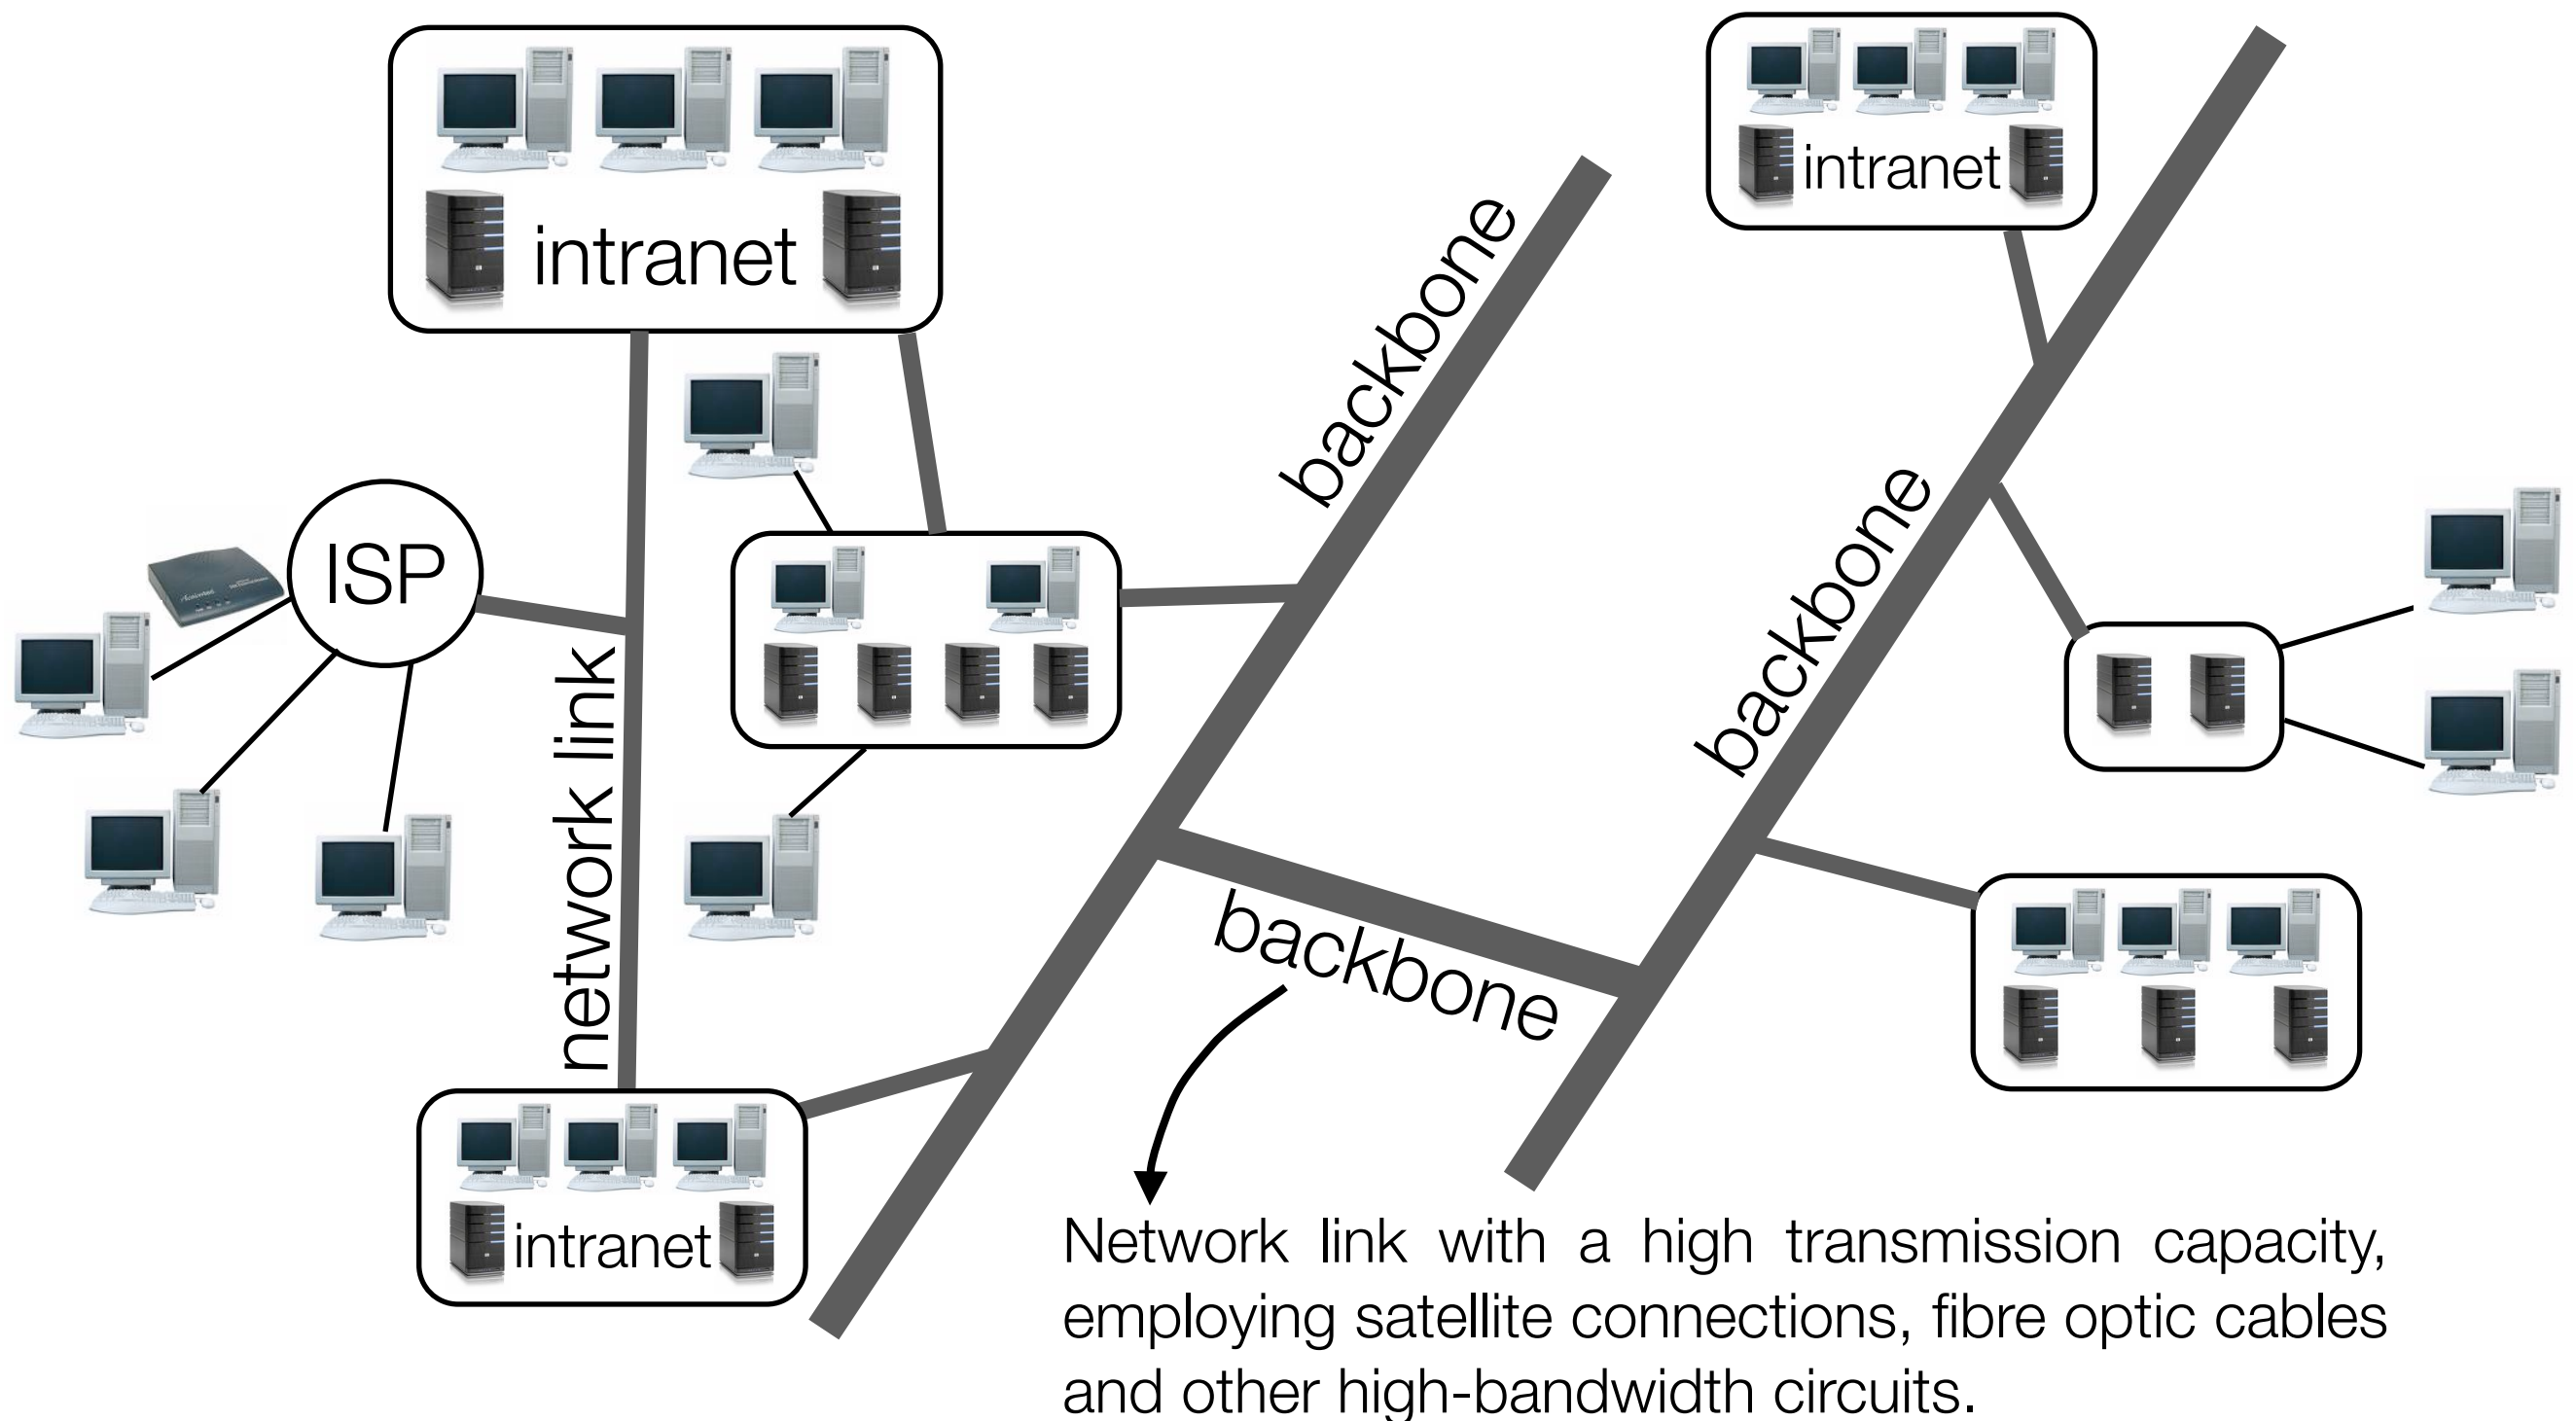 intranet
intranet
backbone
ISP
backbone
network link
backbone
intranet
Network link with a high transmission capacity,
employing satellite connections, fibre optic cables
and other high-bandwidth circuits.